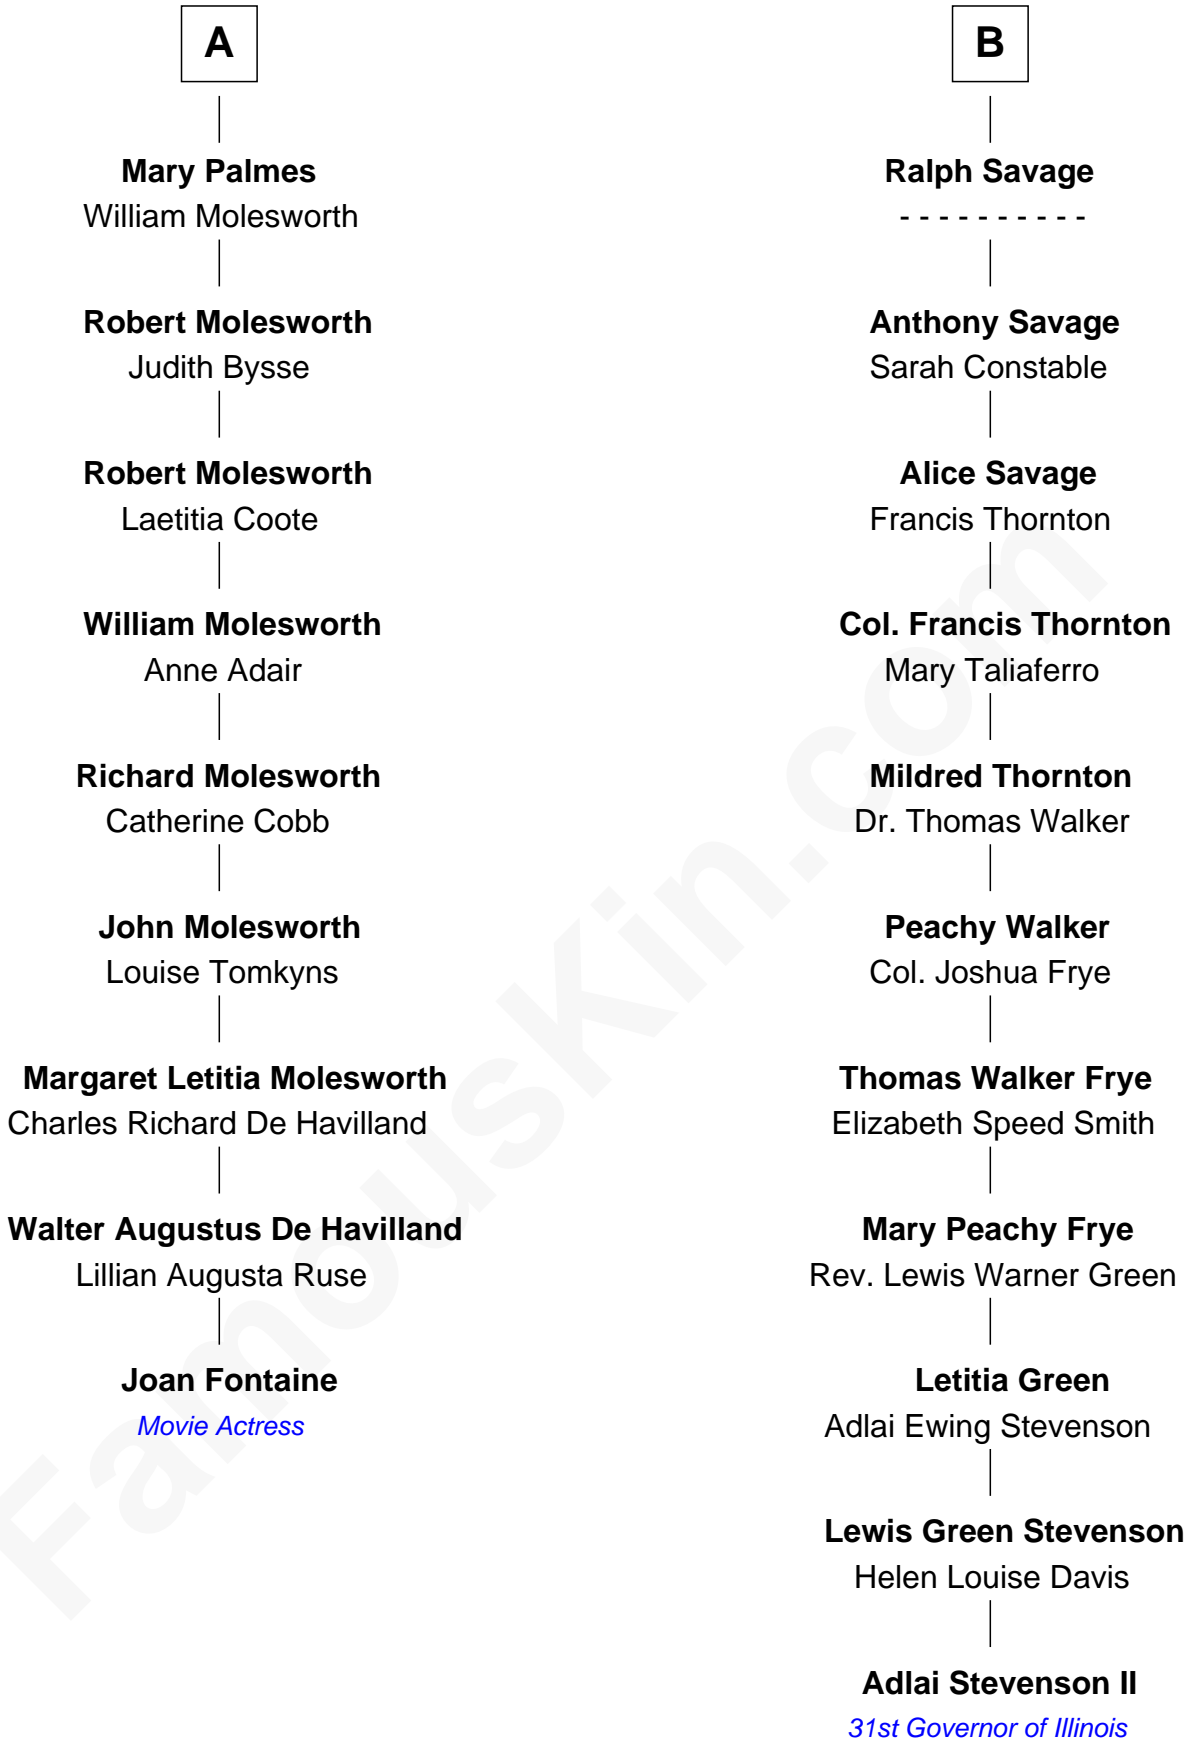 A
Mary Palmes
William Molesworth
Robert Molesworth
Judith Bysse
Robert Molesworth
Laetitia Coote
William Molesworth
Anne Adair
Richard Molesworth
Catherine Cobb
John Molesworth
Louise Tomkyns
Margaret Letitia Molesworth
Charles Richard De Havilland
Walter Augustus De Havilland
Lillian Augusta Ruse
Joan Fontaine
Movie Actress
B
Ralph Savage
- - - - - - - - - -
Anthony Savage
Sarah Constable
Alice Savage
Francis Thornton
Col. Francis Thornton
Mary Taliaferro
Mildred Thornton
Dr. Thomas Walker
Peachy Walker
Col. Joshua Frye
Thomas Walker Frye
Elizabeth Speed Smith
Mary Peachy Frye
Rev. Lewis Warner Green
Letitia Green
Adlai Ewing Stevenson
Lewis Green Stevenson
Helen Louise Davis
Adlai Stevenson II
31st Governor of Illinois
FamousKin.com